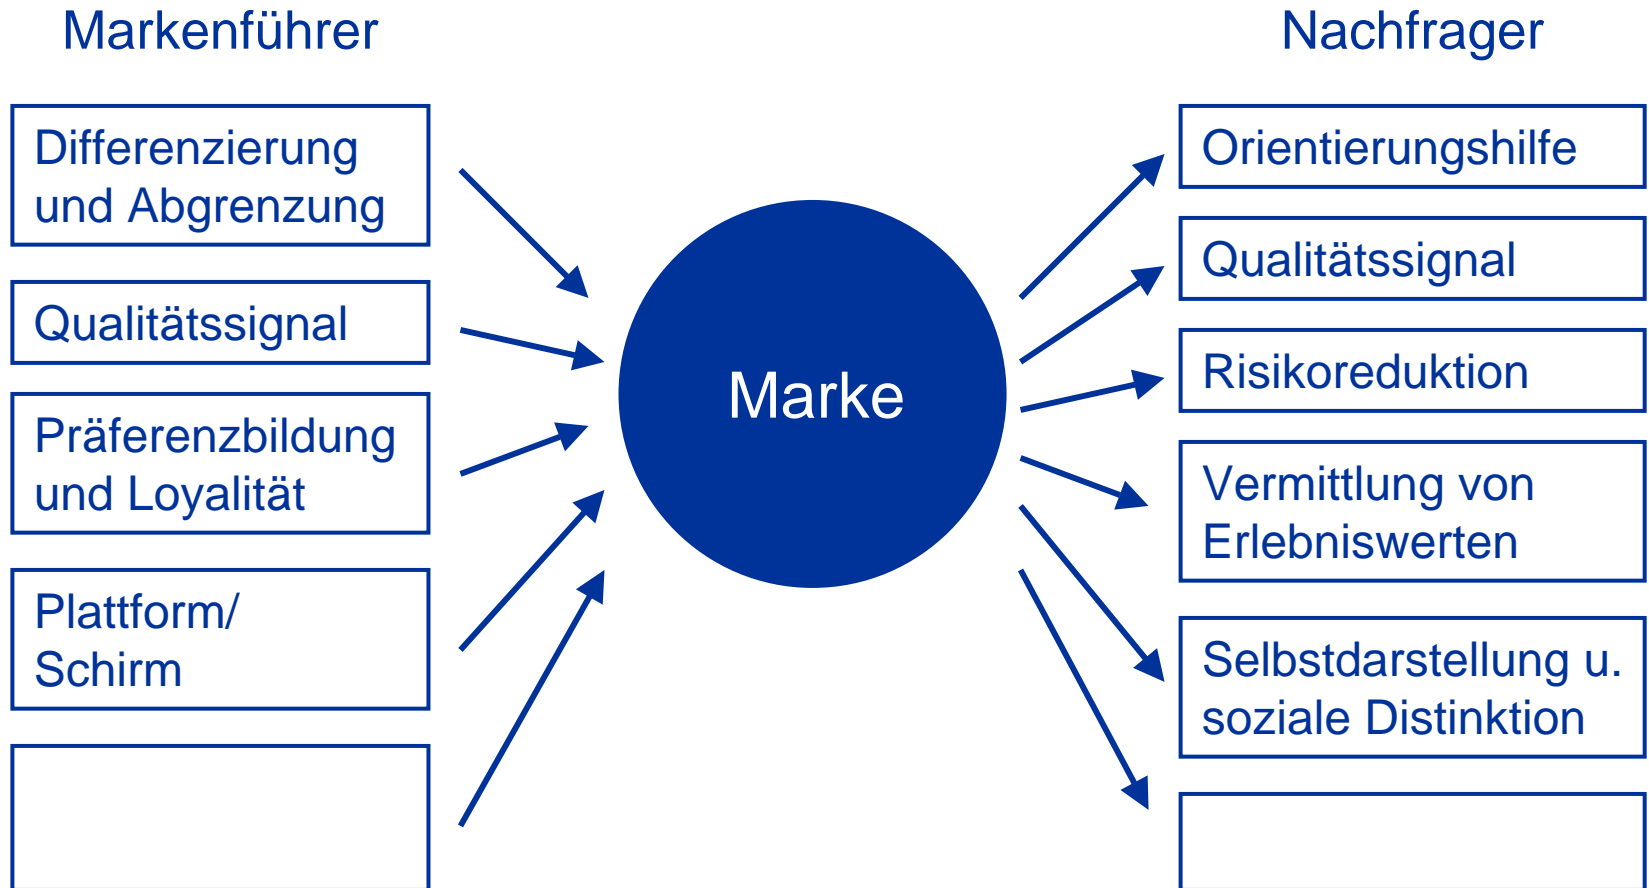 Markenführer
Nachfrager
Differenzierung
und Abgrenzung
Qualitätssignal
Präferenzbildung
und Loyalität
Plattform/
Schirm
Marke
Orientierungshilfe
Qualitätssignal
Risikoreduktion
Vermittlung von
Erlebniswerten
Selbstdarstellung u.
soziale Distinktion